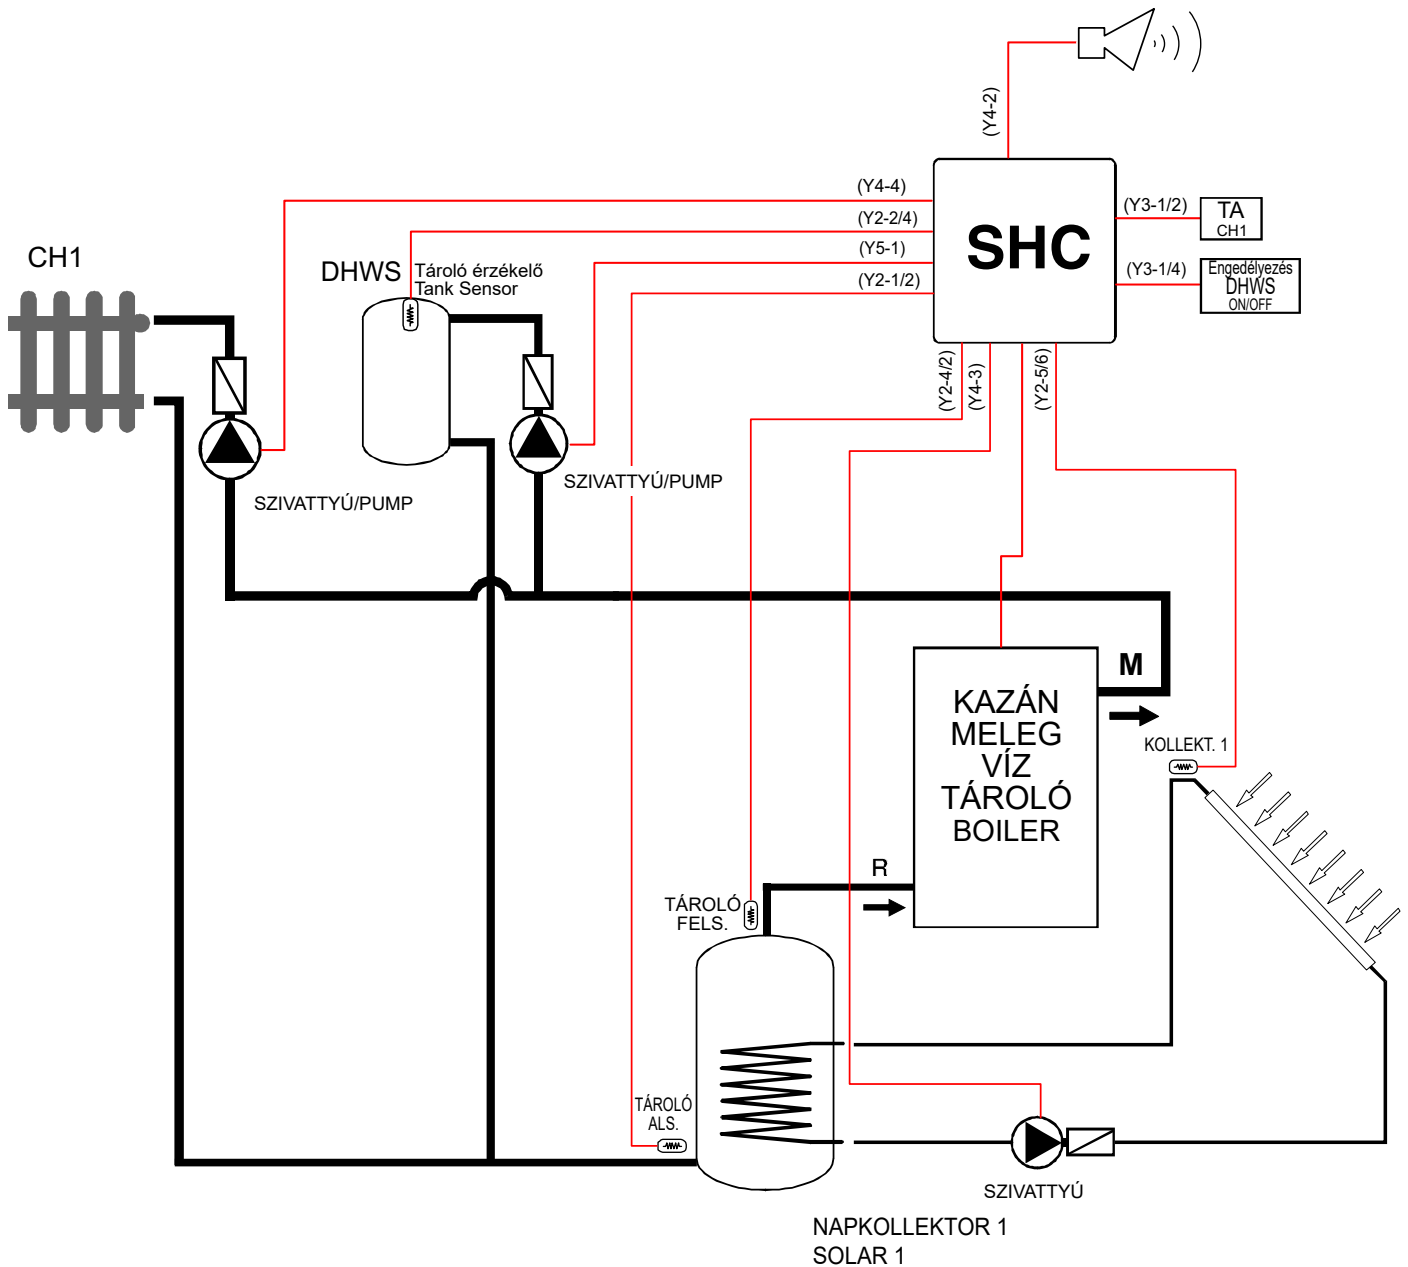 (Y4-2)
(Y4-4)
(Y2-2/4)
(Y5-1)
(Y2-1/2)
SHC
(Y3-1/2)
TA
CH1
(Y3-1/4)
Engedélyezés
DHWS
ON/OFF
CH1
DHWS
Tároló érzékelő
Tank Sensor
(Y2-4/2)
(Y4-3)
(Y2-5/6)
SZIVATTYÚ/PUMP
SZIVATTYÚ/PUMP
M
KAZÁN
MELEG
VÍZ
TÁROLÓ
BOILER
KOLLEKT. 1
R
TÁROLÓ
FELS.
TÁROLÓ
ALS.
SZIVATTYÚ
NAPKOLLEKTOR 1
SOLAR 1